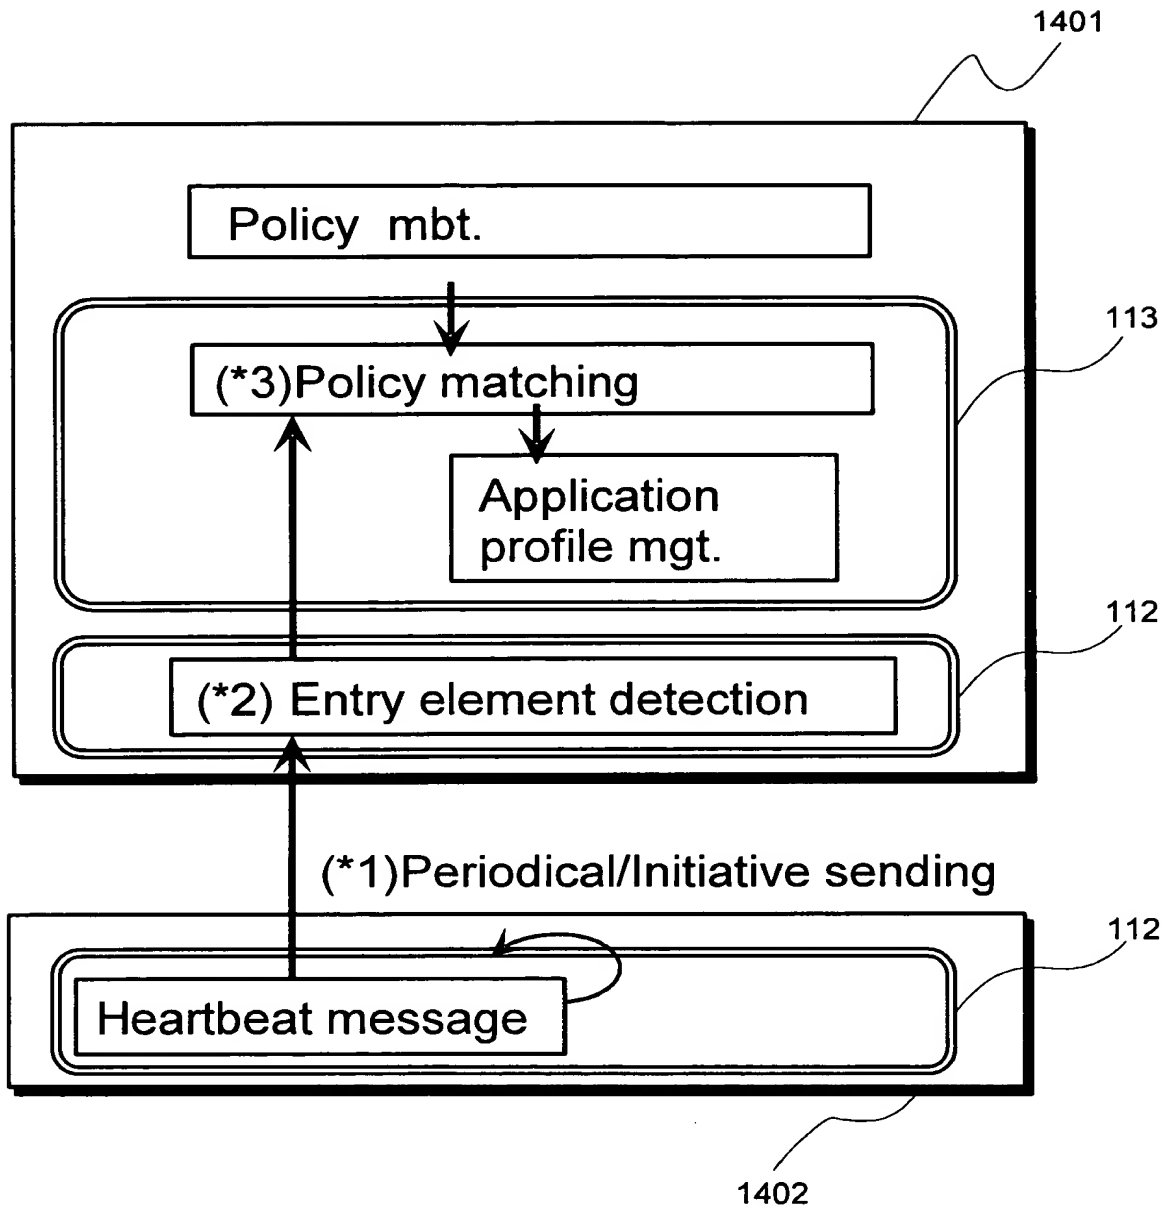 1401
Policy mbt.
113
(*3)Policy matching
Application
profile mgt.
112
(*2) Entry element detection
(*1)Periodical/Initiative sending
112
Heartbeat message
1402